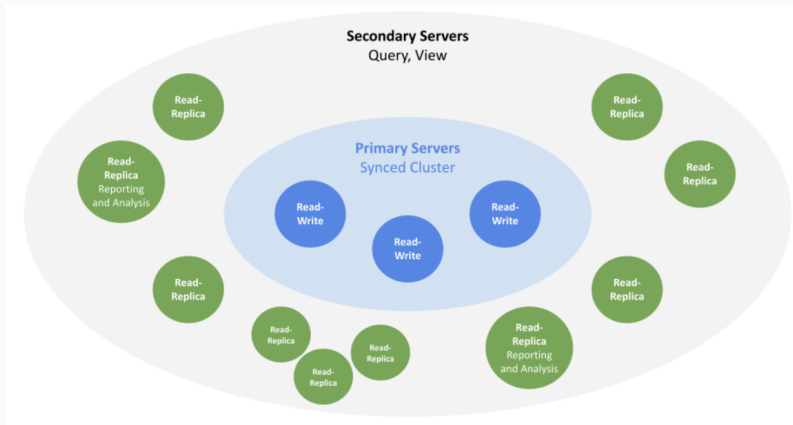 Secondary Servers
Query, View
Read-
Replica
Read-
Replica
Read-
Replica
Reporting
and Analysis
Read-
Replica
Primary Servers
Synced Cluster
Read-
Write
Read-
Write
Read-
Write
Read-
Replica
Read-
Replica
Read-
Replica
Read-
Replica
Read-
Replica
Read-
Replica
Reporting
and Analysis